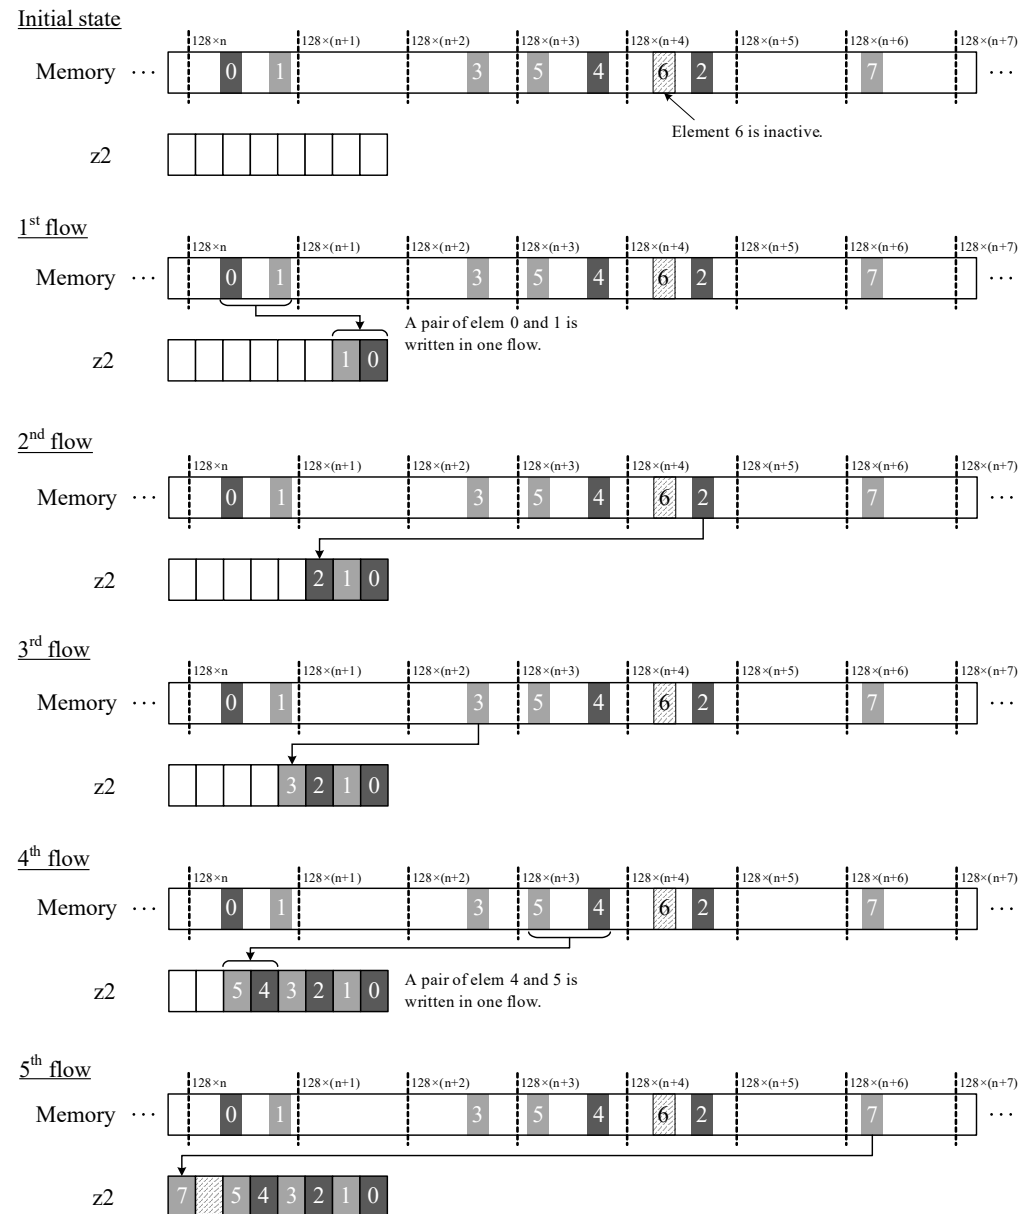 Initial state
128×n 128×(n+1) 128×(n+2) 128×(n+3) 128×(n+4) 128×(n+5) 128×(n+6) 128×(n+7)
Memory ··· 0 1 3 5 4 6 2 7 ···
Element 6 is inactive.
z2
1st flow
128×n 128×(n+1) 128×(n+2) 128×(n+3) 128×(n+4) 128×(n+5) 128×(n+6) 128×(n+7)
Memory ··· 0 1 3 5 4 6 2 7 ···
A pair of elem 0 and 1 is
written in one flow.
z2 1 0
2nd flow
128×n 128×(n+1) 128×(n+2) 128×(n+3) 128×(n+4) 128×(n+5) 128×(n+6) 128×(n+7)
Memory ··· 0 1 3 5 4 6 2 7 ···
z2 2 1 0
3rd flow
128×n 128×(n+1) 128×(n+2) 128×(n+3) 128×(n+4) 128×(n+5) 128×(n+6) 128×(n+7)
Memory ··· 0 1 3 5 4 6 2 7 ···
z2 3 2 1 0
4th flow
128×n 128×(n+1) 128×(n+2) 128×(n+3) 128×(n+4) 128×(n+5) 128×(n+6) 128×(n+7)
Memory ··· 0 1 3 5 4 6 2 7 ···
z2 5 4 3 2 1 0
A pair of elem 4 and 5 is
written in one flow.
5th flow
128×n 128×(n+1) 128×(n+2) 128×(n+3) 128×(n+4) 128×(n+5) 128×(n+6) 128×(n+7)
Memory ··· 0 1 3 5 4 6 2 7 ···
z2 7 5 4 3 2 1 0